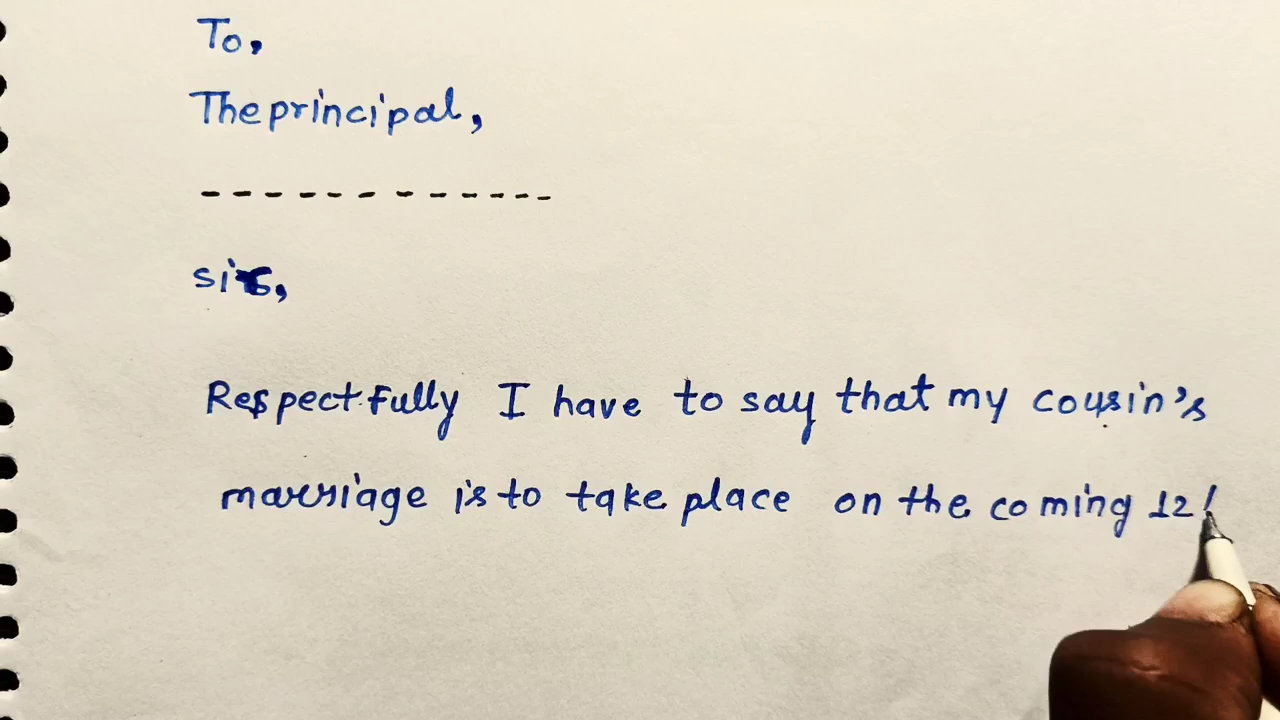 To,
The principal,
------------
sir,
Respectfully I have to say that my cousin's
marriage is to take place on the coming 12/